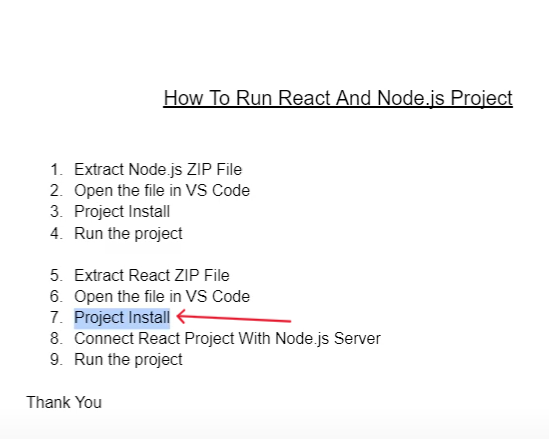 How To Run React And Node.js Project
1. Extract Node.js ZIP File
2. Open the file in VS Code
3. Project Install
4. Run the project
5. Extract React ZIP File
6. Open the file in VS Code
7. Project Install
8. Connect React Project With Node.js Server
9. Run the project
Thank You